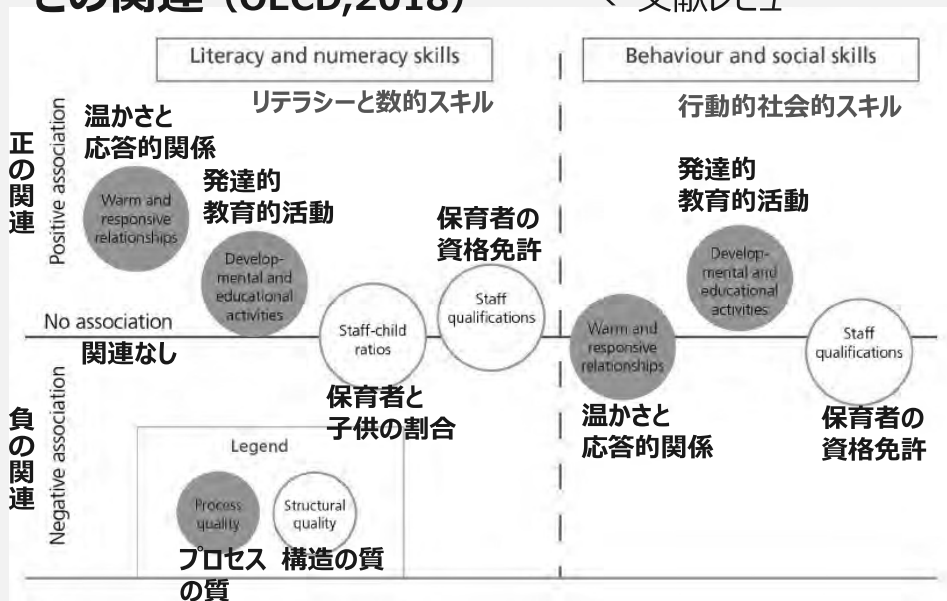 との関連（OECD,2018）
文献レビュー
Literacy and numeracy skills
リテラシーと数的スキル
Behaviour and social skills
行動的社会的スキル
正の関連
Positive association
温かさと
応答的関係
Warm and
responsive
relationships
発達的
教育的活動
Develop-
mental and
educational
activities
保育者の
資格免許
Staff
qualifications
発達的
教育的活動
Develop-
mental and
educational
activities
No association
関連なし
Staff-child
ratios
保育者と
子供の割合
Warm and
responsive
relationships
温かさと
応答的関係
Staff
qualifications
保育者の
資格免許
負の関連
Negative association
Legend
Process
quality
Structural
quality
プロセス
の質
構造の質